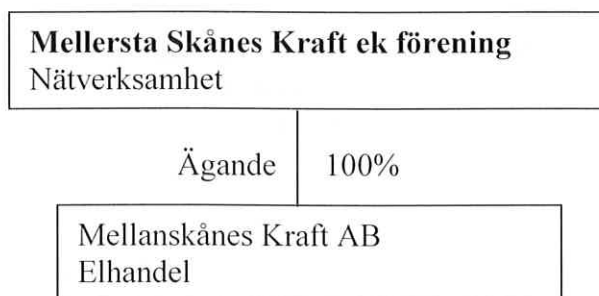 Mellersta Skånes Kraft ek förening
Nätverksamhet
Ägande 100%
Mellanskånes Kraft AB
Elhandel